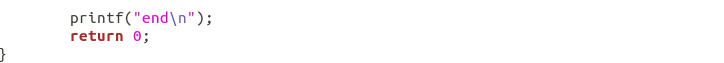 printf("end\n");
return 0;
}